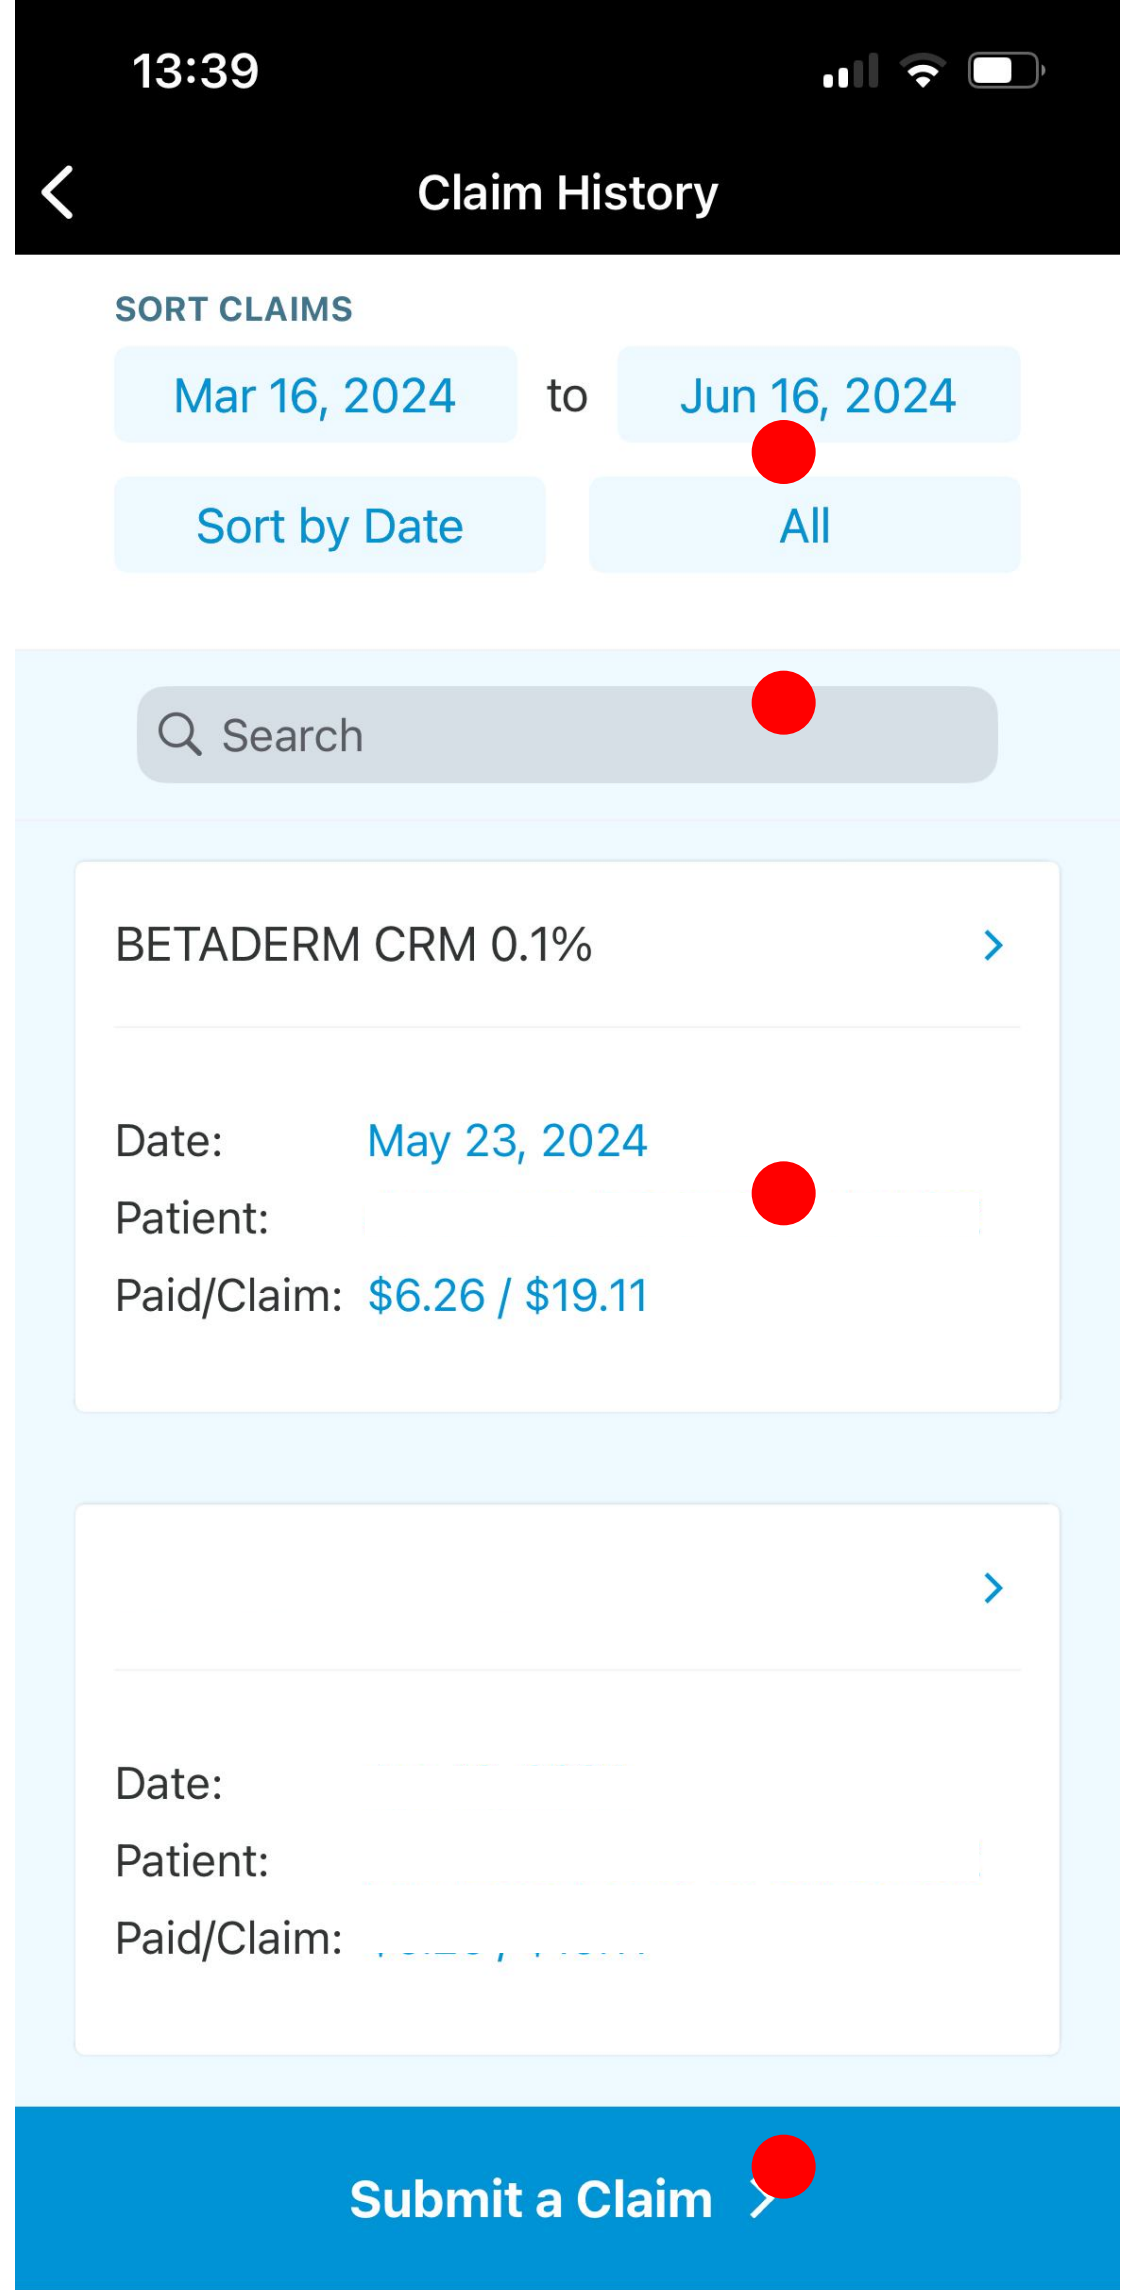 13:39
Claim History
SORT CLAIMS
Mar 16, 2024 to Jun 16, 2024
Sort by Date All
Search
BETADERM CRM 0.1%
Date: May 23, 2024
Patient:
Paid/Claim: $6.26 / $19.11
Date:
Patient:
Paid/Claim:
Submit a Claim